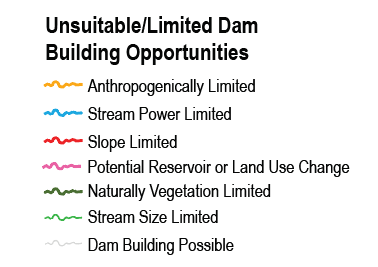 Unsuitable/Limited Dam
Building Opportunities
Anthropogenically Limited
Stream Power Limited
Slope Limited
Potential Reservoir or Land Use Change
Naturally Vegetation Limited
Stream Size Limited
Dam Building Possible